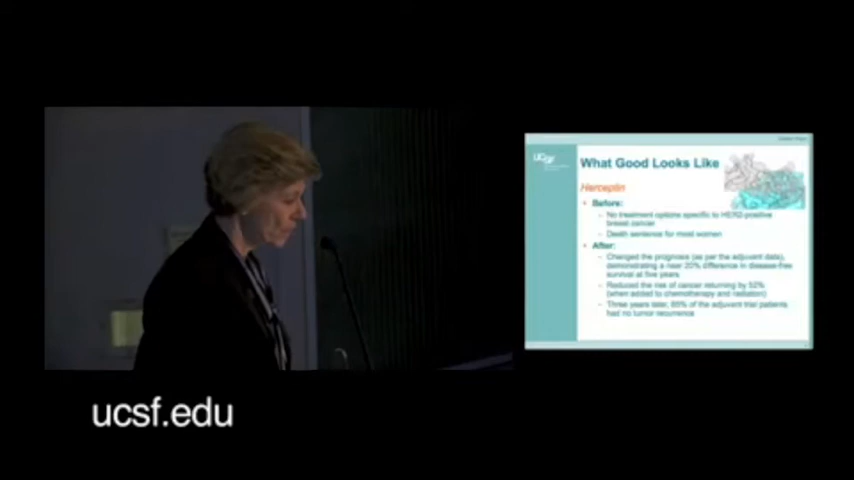 UCSF
What Good Looks Like
Herceptin
Before:
- No treatment options specific to HER2-positive
breast cancer
- Death sentence for most women
After:
- Changed the prognosis (as per the adjuvant data),
demonstrating a near 20% difference in disease-free
survival at five years
- Reduced the risk of cancer returning by 52%
(when added to chemotherapy and radiation)
- Three years later, 85% of the adjuvant trial patients
had no tumor recurrence
ucsf.edu